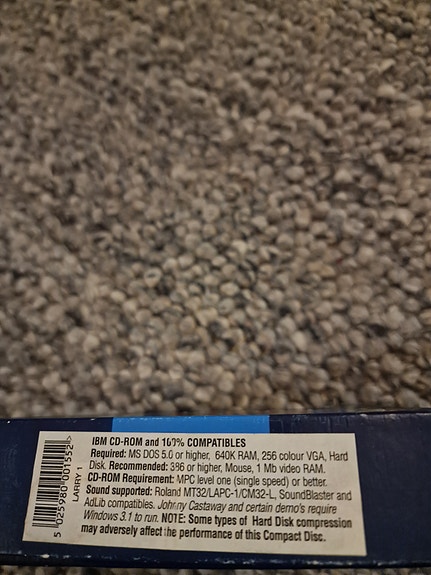 IBM CD-ROM and 100% COMPATIBLES
Required: MS DOS 5.0 or higher, 640K RAM, 256 colour VGA, Hard
Disk. Recommended: 386 or higher, Mouse, 1 Mb video RAM.
CD-ROM Requirement: MPC level one (single speed) or better.
Sound supported: Roland MT32/LAPC-1/CM32-L, SoundBlaster and
AdLib compatibles. Johnny Castaway and certain demo's require
Windows 3.1 to run. NOTE: Some types of Hard Disk compression
may adversely affect the performance of this Compact Disc.
5 025980 001552
LARRY 1